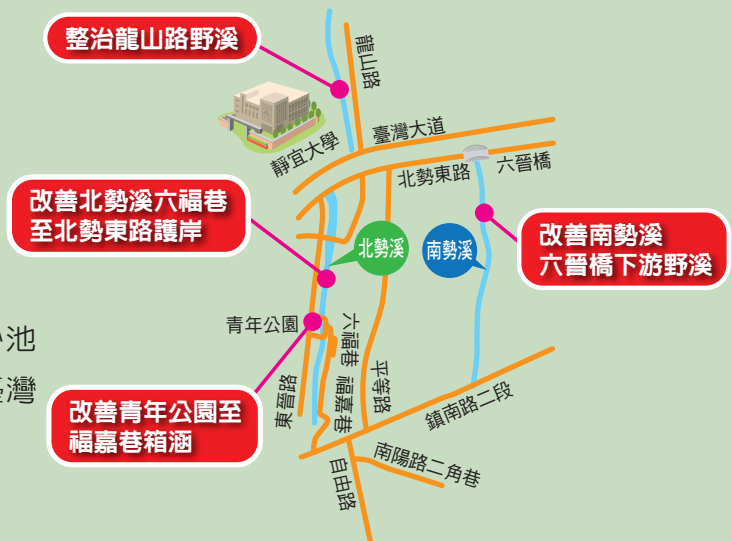 整治龍山路野溪
龍山路
臺灣大道
靜宜大學
北勢東路
六晉橋
改善北勢溪六福巷
至北勢東路護岸
北勢溪
南勢溪
改善南勢溪
六晉橋下游野溪
青年公園
六福巷
池
灣
福嘉巷
平等路
東晉路
鎮南路二段
改善青年公園至
福嘉巷箱涵
南陽路二角巷
自由路